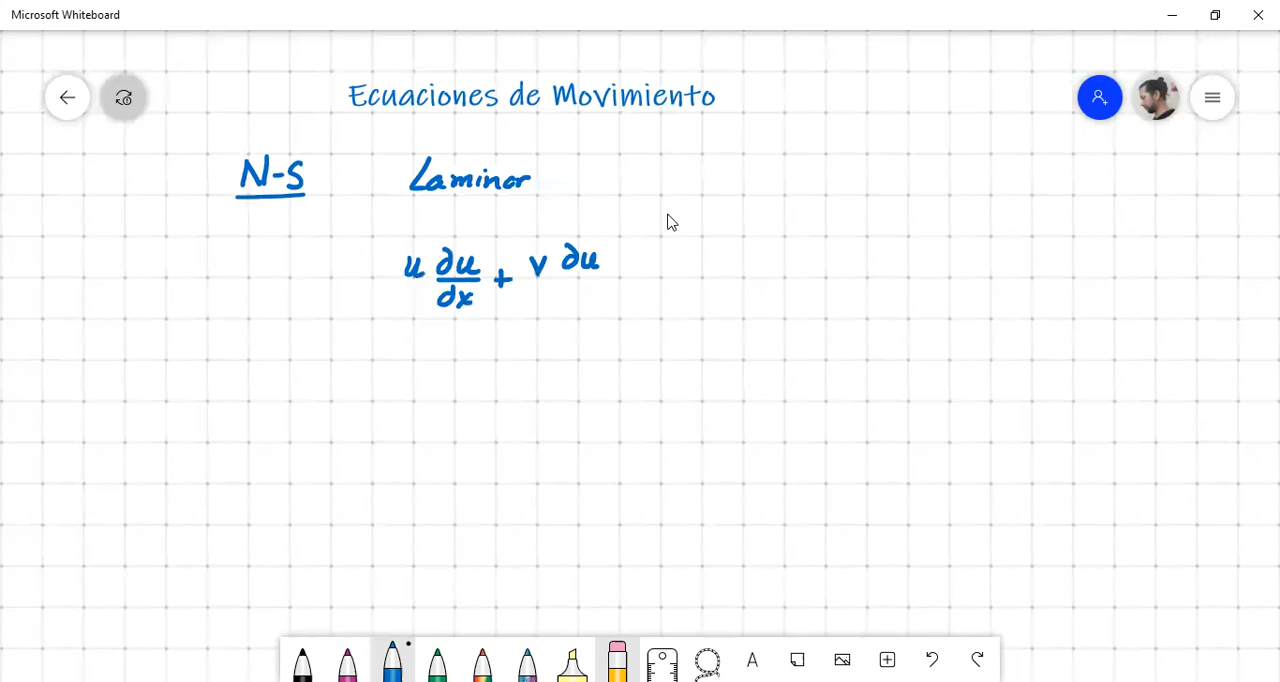 Microsoft Whiteboard
Ecuaciones de Movimiento
N-S Laminar
u ∂u/∂x + v ∂u
A